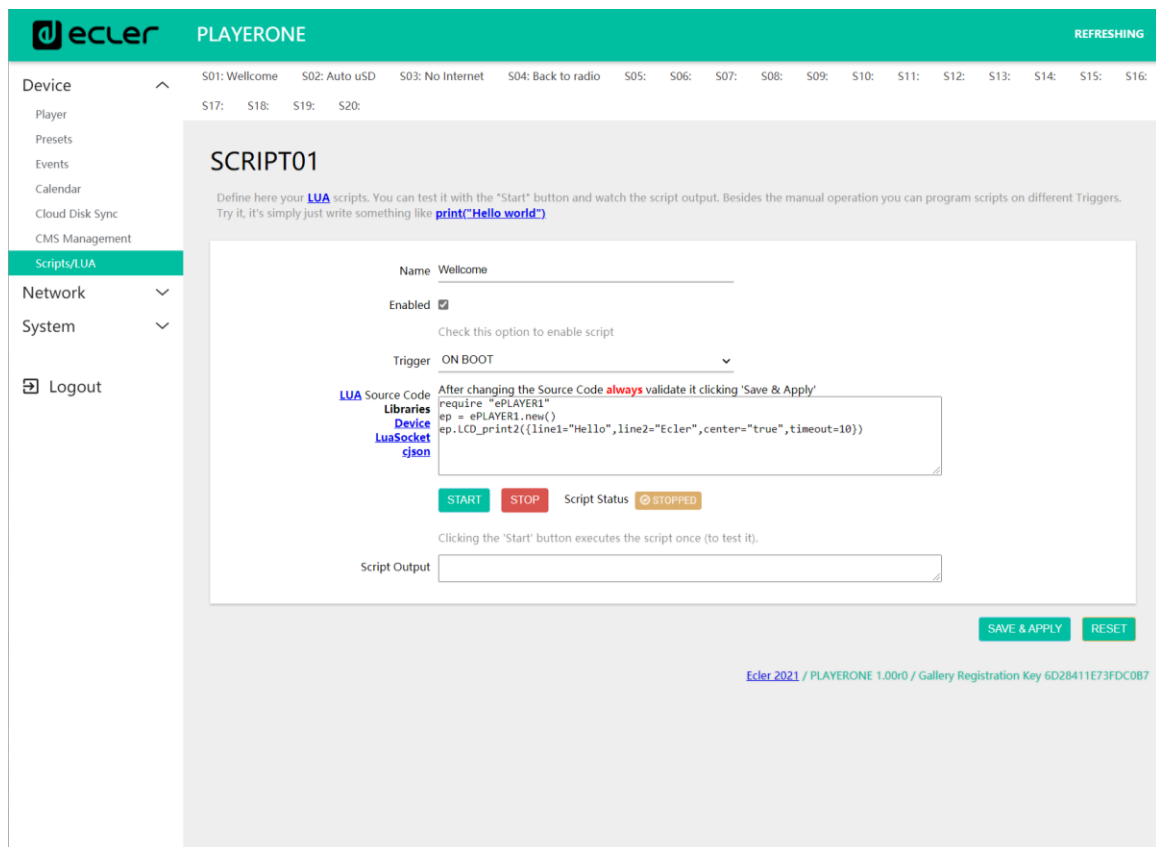 ecler
PLAYERONE
REFRESHING
Device
Player
Presets
Events
Calendar
Cloud Disk Sync
CMS Management
Scripts/LUA
Network
System
Logout
S01: Wellcome S02: Auto uSD S03: No Internet S04: Back to radio S05: S06: S07: S08: S09: S10: S11: S12: S13: S14: S15: S16:
S17: S18: S19: S20:
SCRIPT01
Define here your LUA scripts. You can test it with the "Start" button and watch the script output. Besides the manual operation you can program scripts on different Triggers.
Try it, it's simply just write something like print("Hello world")
Name Wellcome
Enabled
Check this option to enable script
Trigger ON BOOT
LUA Source Code
Libraries
Device
LuaSocket
cjson
After changing the Source Code always validate it clicking 'Save & Apply'
require "ePLAYER1"
ep = ePLAYER1.new()
ep.LCD_print2({line1="Hello",line2="Ecler",center="true",timeout=10})
START STOP Script Status STOPPED
Clicking the 'Start' button executes the script once (to test it).
Script Output
SAVE & APPLY RESET
Ecler 2021 / PLAYERONE 1.00r0 / Gallery Registration Key 6D28411E73FDC0B7